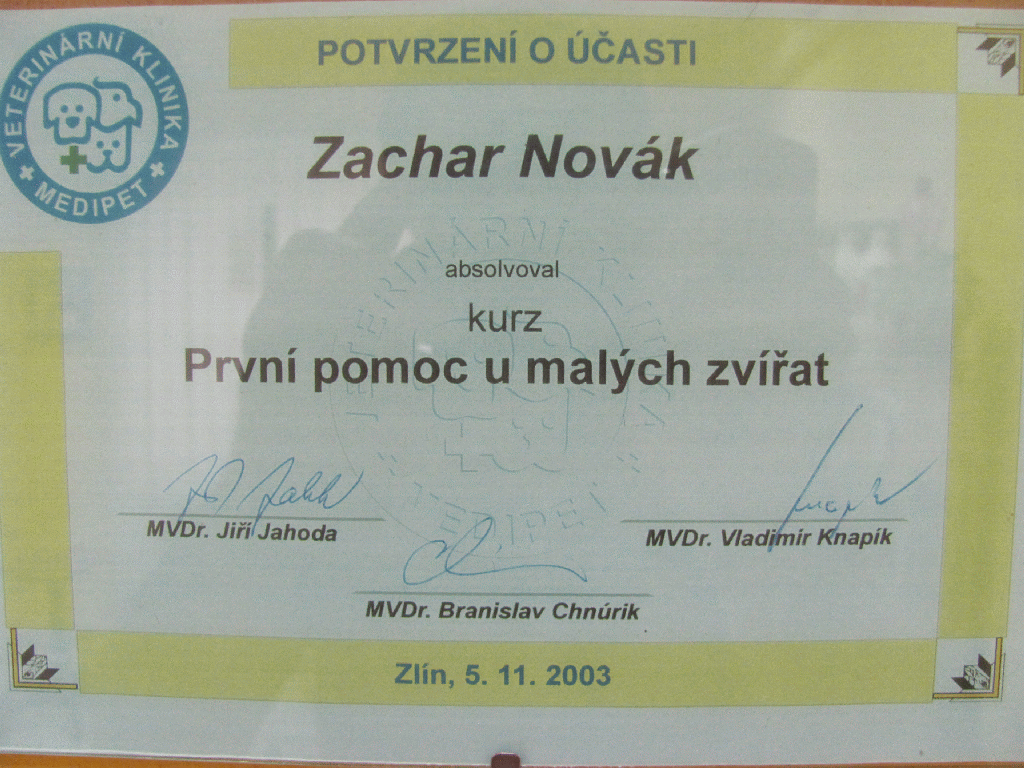 VETERINÁRNÍ KLINIKA
MEDIPET
POTVRZENÍ O ÚČASTI
Zachar Novák
absolvoval
kurz
První pomoc u malých zvířat
MVDr. Jiří Jahoda
MVDr. Vladimír Knapík
MVDr. Branislav Chnúrik
Zlín, 5. 11. 2003